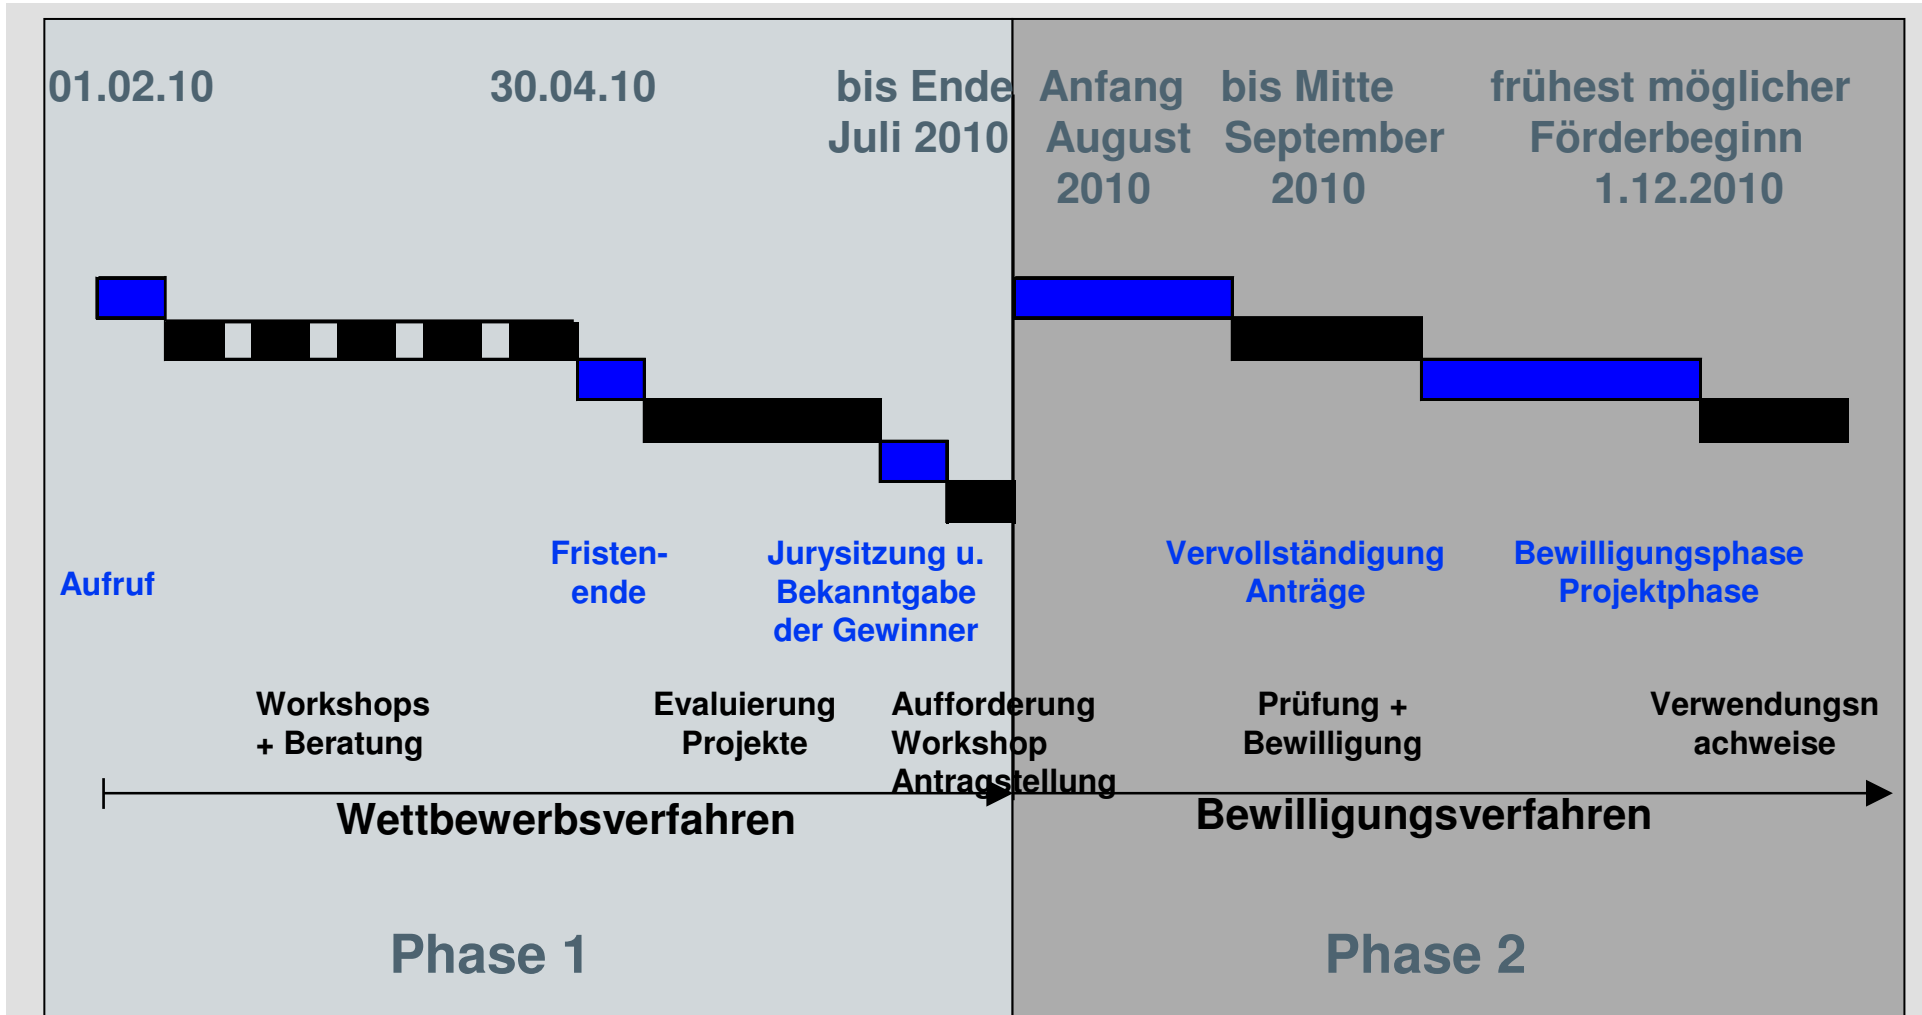 01.02.10
30.04.10
bis Ende
Juli 2010
Anfang
August
2010
bis Mitte
September
2010
frühest möglicher
Förderbeginn
1.12.2010
Aufruf
Fristen-
ende
Jurysitzung u.
Bekanntgabe
der Gewinner
Vervollständigung
Anträge
Bewilligungsphase
Projektphase
Workshops
+ Beratung
Evaluierung
Projekte
Aufforderung
Workshop
Antragstellung
Prüfung +
Bewilligung
Verwendungsn
achweise
Wettbewerbsverfahren
Bewilligungsverfahren
Phase 1
Phase 2